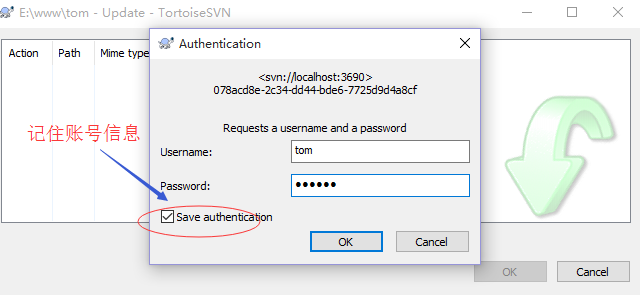 E:\www\tom - Update - TortoiseSVN
Action Path Mime type
Authentication
<svn://localhost:3690>
078acd8e-2c34-dd44-bde6-7725d9d4a8cf
Requests a username and a password
记住账号信息
Username: tom
Password: ••••••
Save authentication
OK Cancel
OK Cancel